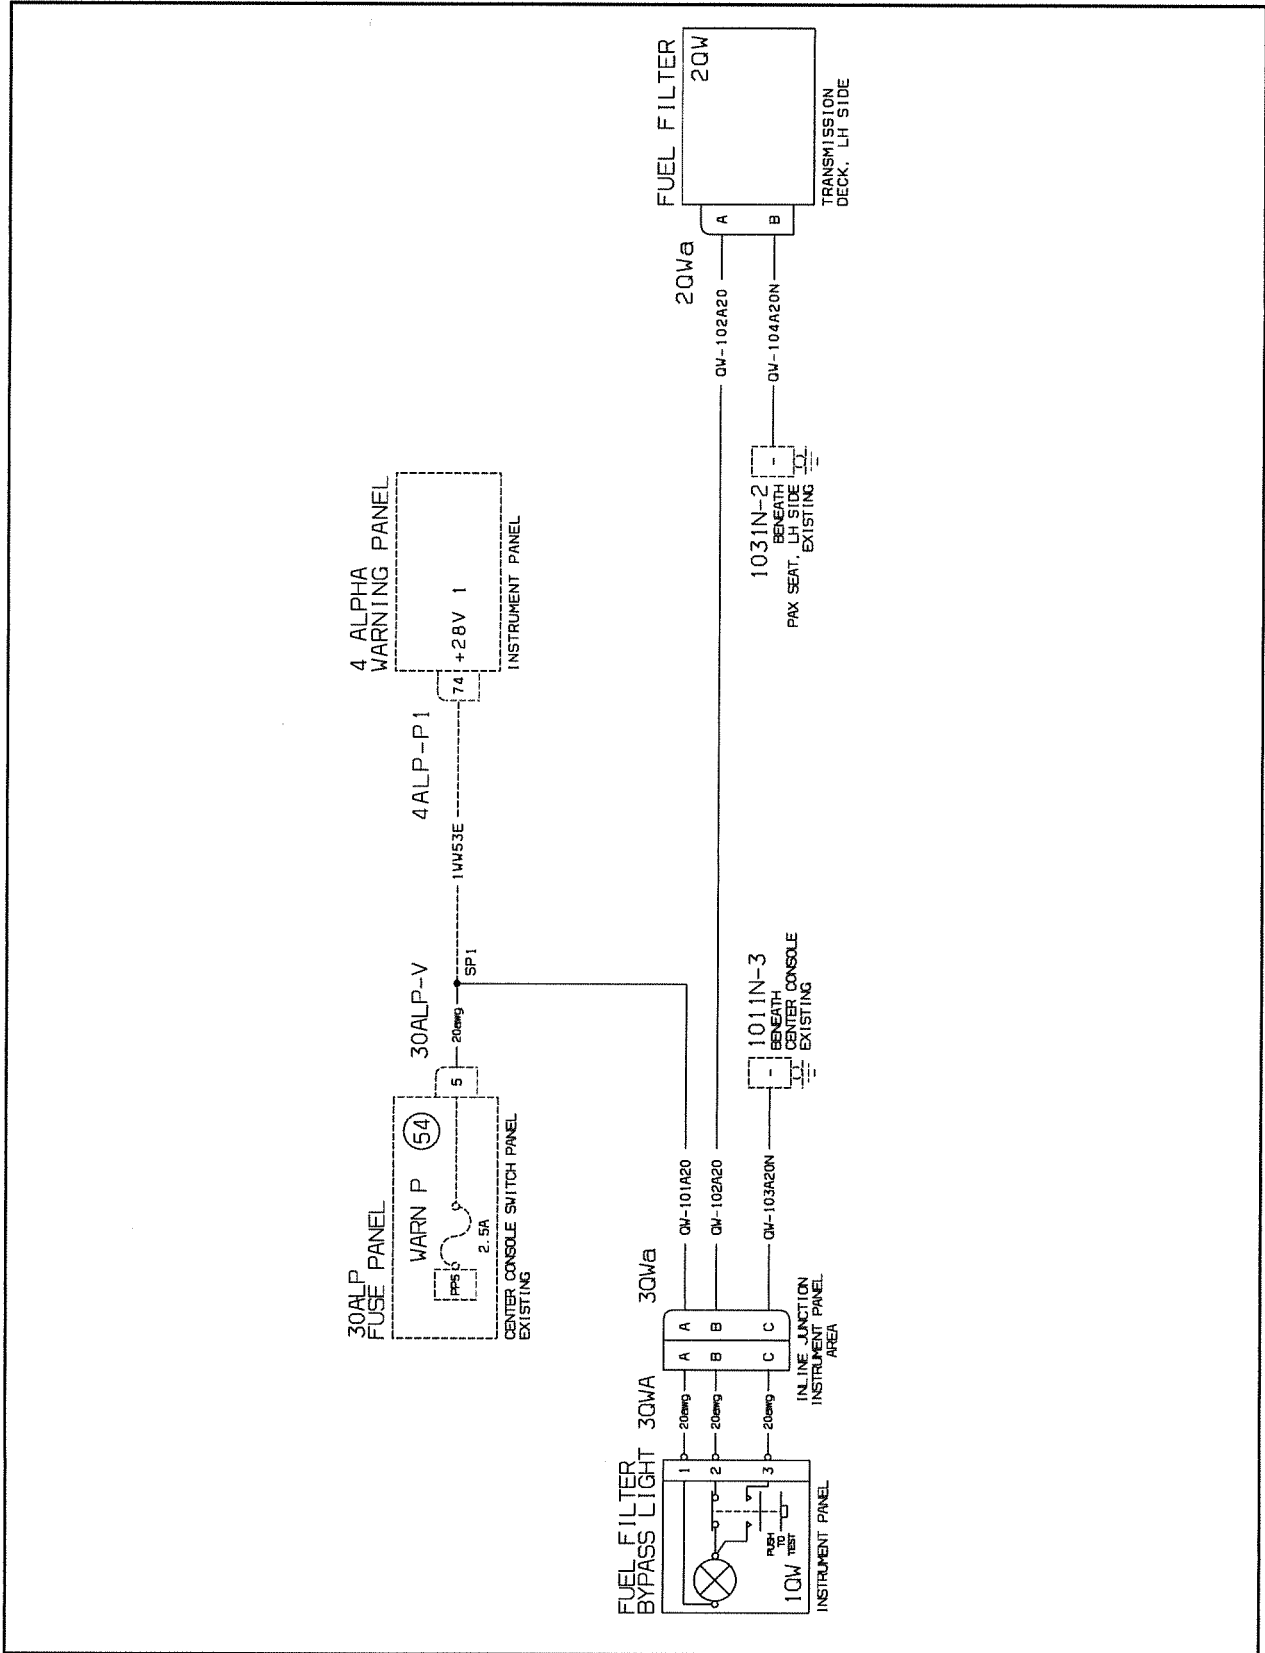 30ALP
FUSE PANEL
WARN P
54
PP5
2.5A
5
CENTER CONSOLE SWITCH PANEL
EXISTING
30ALP-V
20awg
SP1
1WW53E
4ALP-P1
4 ALPHA
WARNING PANEL
74
+28V 1
INSTRUMENT PANEL
FUEL FILTER
BYPASS LIGHT
1
2
3
PUSH
TO
TEST
1QW
INSTRUMENT PANEL
3QWA
20awg
20awg
20awg
A
B
C
A
B
C
INLINE JUNCTION
INSTRUMENT PANEL
AREA
3QWa
QW-101A20
QW-102A20
QW-103A20N
-
1011N-3
BENEATH
CENTER CONSOLE
EXISTING
1031N-2
BENEATH
PAX SEAT, LH SIDE
EXISTING
-
QW-102A20
QW-104A20N
2QWa
A
B
FUEL FILTER
2QW
TRANSMISSION
DECK, LH SIDE